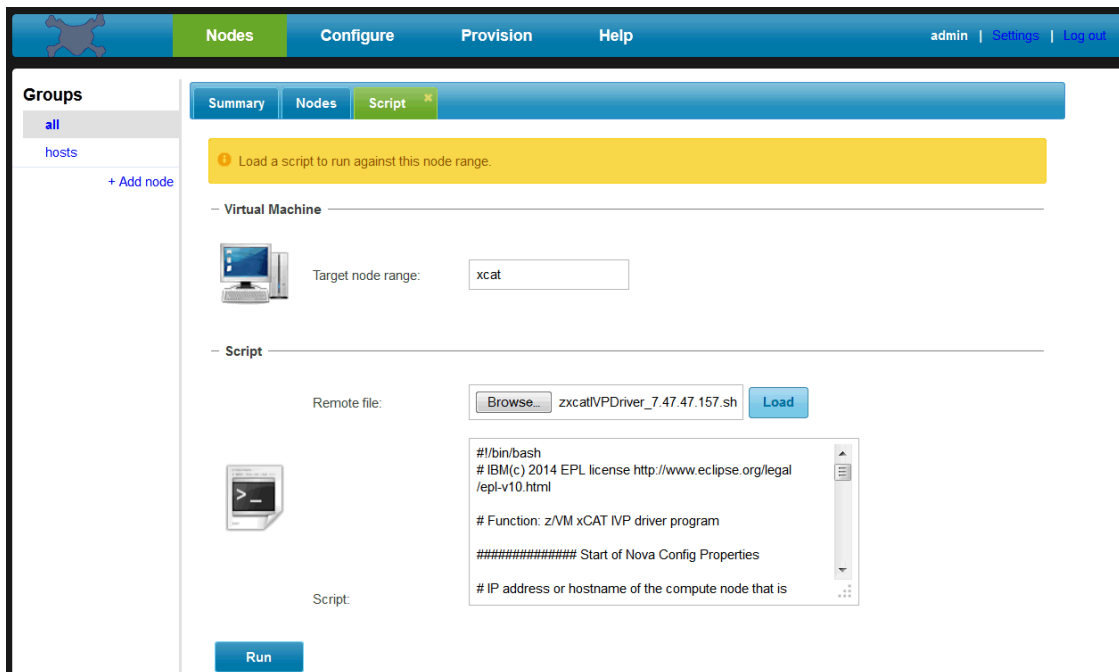 Nodes Configure Provision Help admin | Settings | Log out
Groups
all
hosts
+ Add node
Summary Nodes Script
Load a script to run against this node range.
Virtual Machine
Target node range: xcat
Script
Remote file: Browse... zxcatIVPDriver_7.47.47.157.sh Load
#!/bin/bash
# IBM(c) 2014 EPL license http://www.eclipse.org/legal
/epl-v10.html
# Function: z/VM xCAT IVP driver program
############## Start of Nova Config Properties
# IP address or hostname of the compute node that is
Script:
Run